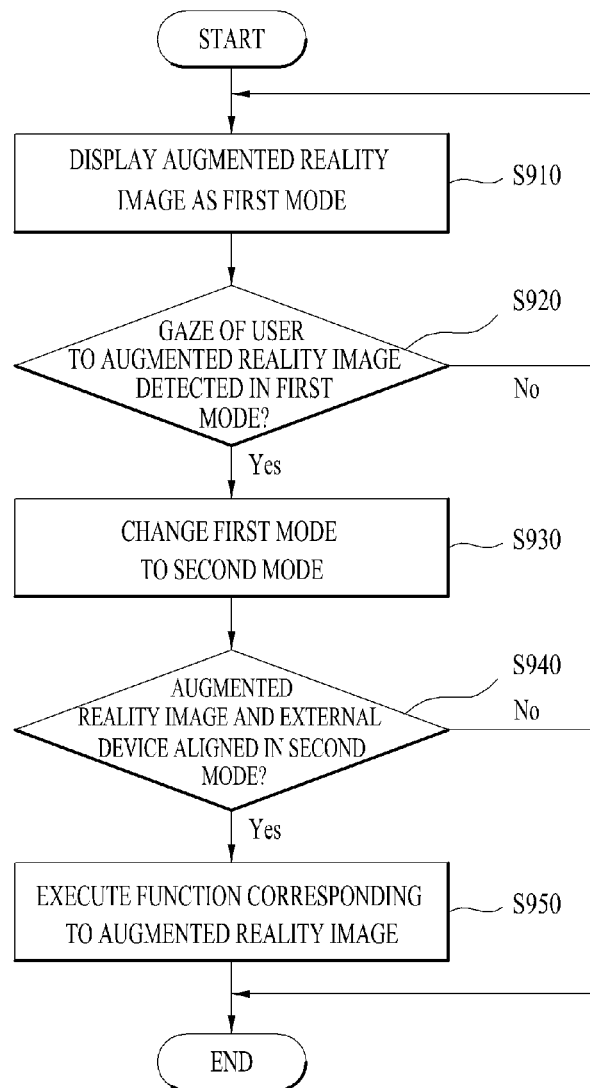 START
DISPLAY AUGMENTED REALITY
IMAGE AS FIRST MODE
S910
S920
GAZE OF USER
TO AUGMENTED REALITY IMAGE
DETECTED IN FIRST
MODE?
No
Yes
CHANGE FIRST MODE
TO SECOND MODE
S930
S940
AUGMENTED
REALITY IMAGE AND EXTERNAL
DEVICE ALIGNED IN SECOND
MODE?
No
Yes
EXECUTE FUNCTION CORRESPONDING
TO AUGMENTED REALITY IMAGE
S950
END